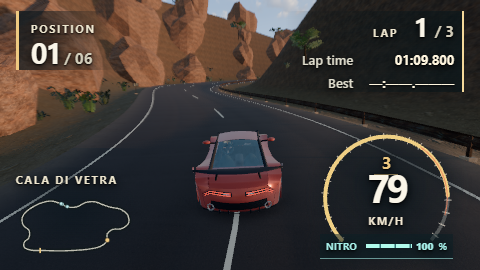 POSITION
01 / 06
LAP 1 / 3
Lap time 01:09.800
Best --:--.---
CALA DI VETRA
3
79
KM/H
NITRO 100 %